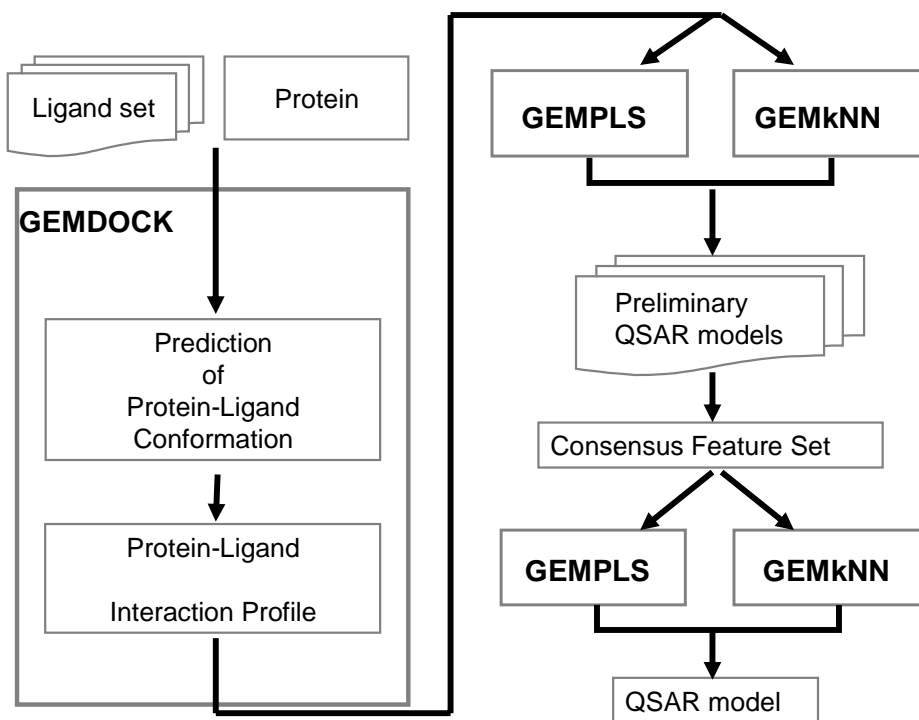 Ligand set
Protein
GEMDOCK
Prediction
of
Protein-Ligand
Conformation
Protein-Ligand
Interaction Profile
GEMPLS
GEMkNN
Preliminary
QSAR models
Consensus Feature Set
GEMPLS
GEMkNN
QSAR model